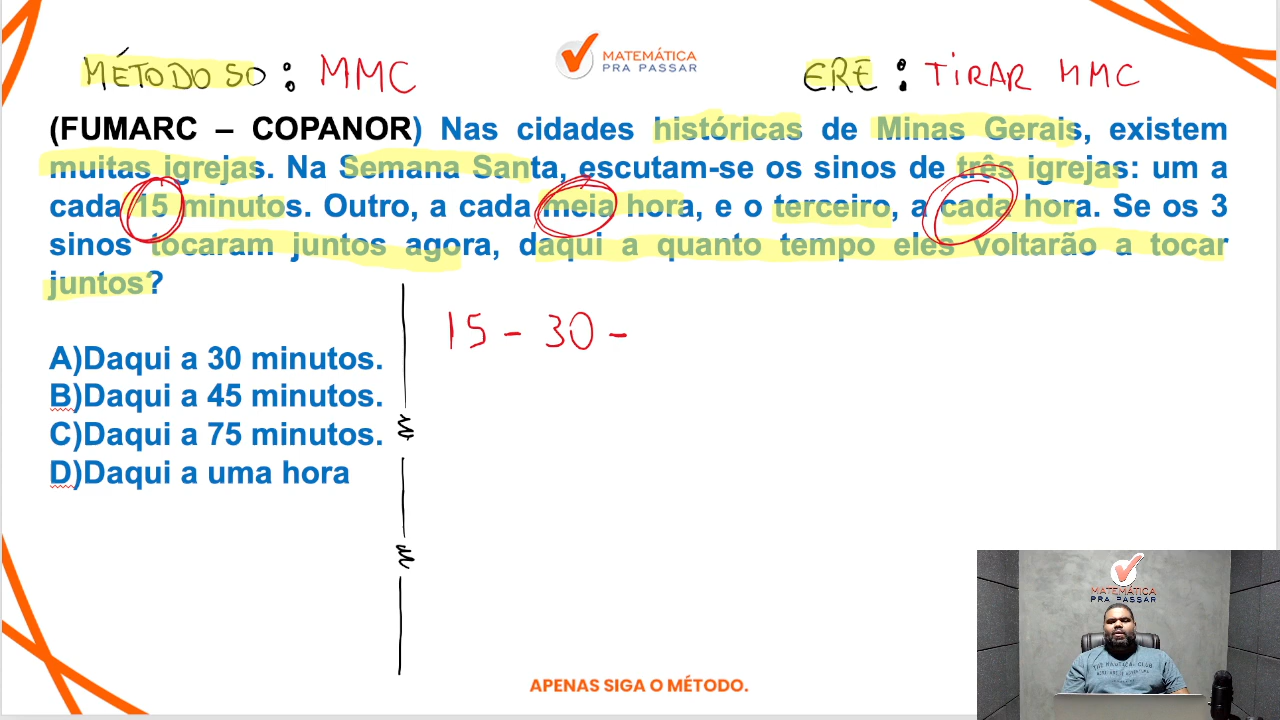 MÉTODO SO : MMC
MATEMÁTICA
PRA PASSAR
ERE : TIRAR MMC
(FUMARC – COPANOR) Nas cidades históricas de Minas Gerais, existem
muitas igrejas. Na Semana Santa, escutam-se os sinos de três igrejas: um a
cada 15 minutos. Outro, a cada meia hora, e o terceiro, a cada hora. Se os 3
sinos tocaram juntos agora, daqui a quanto tempo eles voltarão a tocar
juntos?
15 - 30 -
A)Daqui a 30 minutos.
B)Daqui a 45 minutos.
C)Daqui a 75 minutos.
D)Daqui a uma hora
MATEMÁTICA
PRA PASSAR
THE NAUTICAL CLUB
APENAS SIGA O MÉTODO.